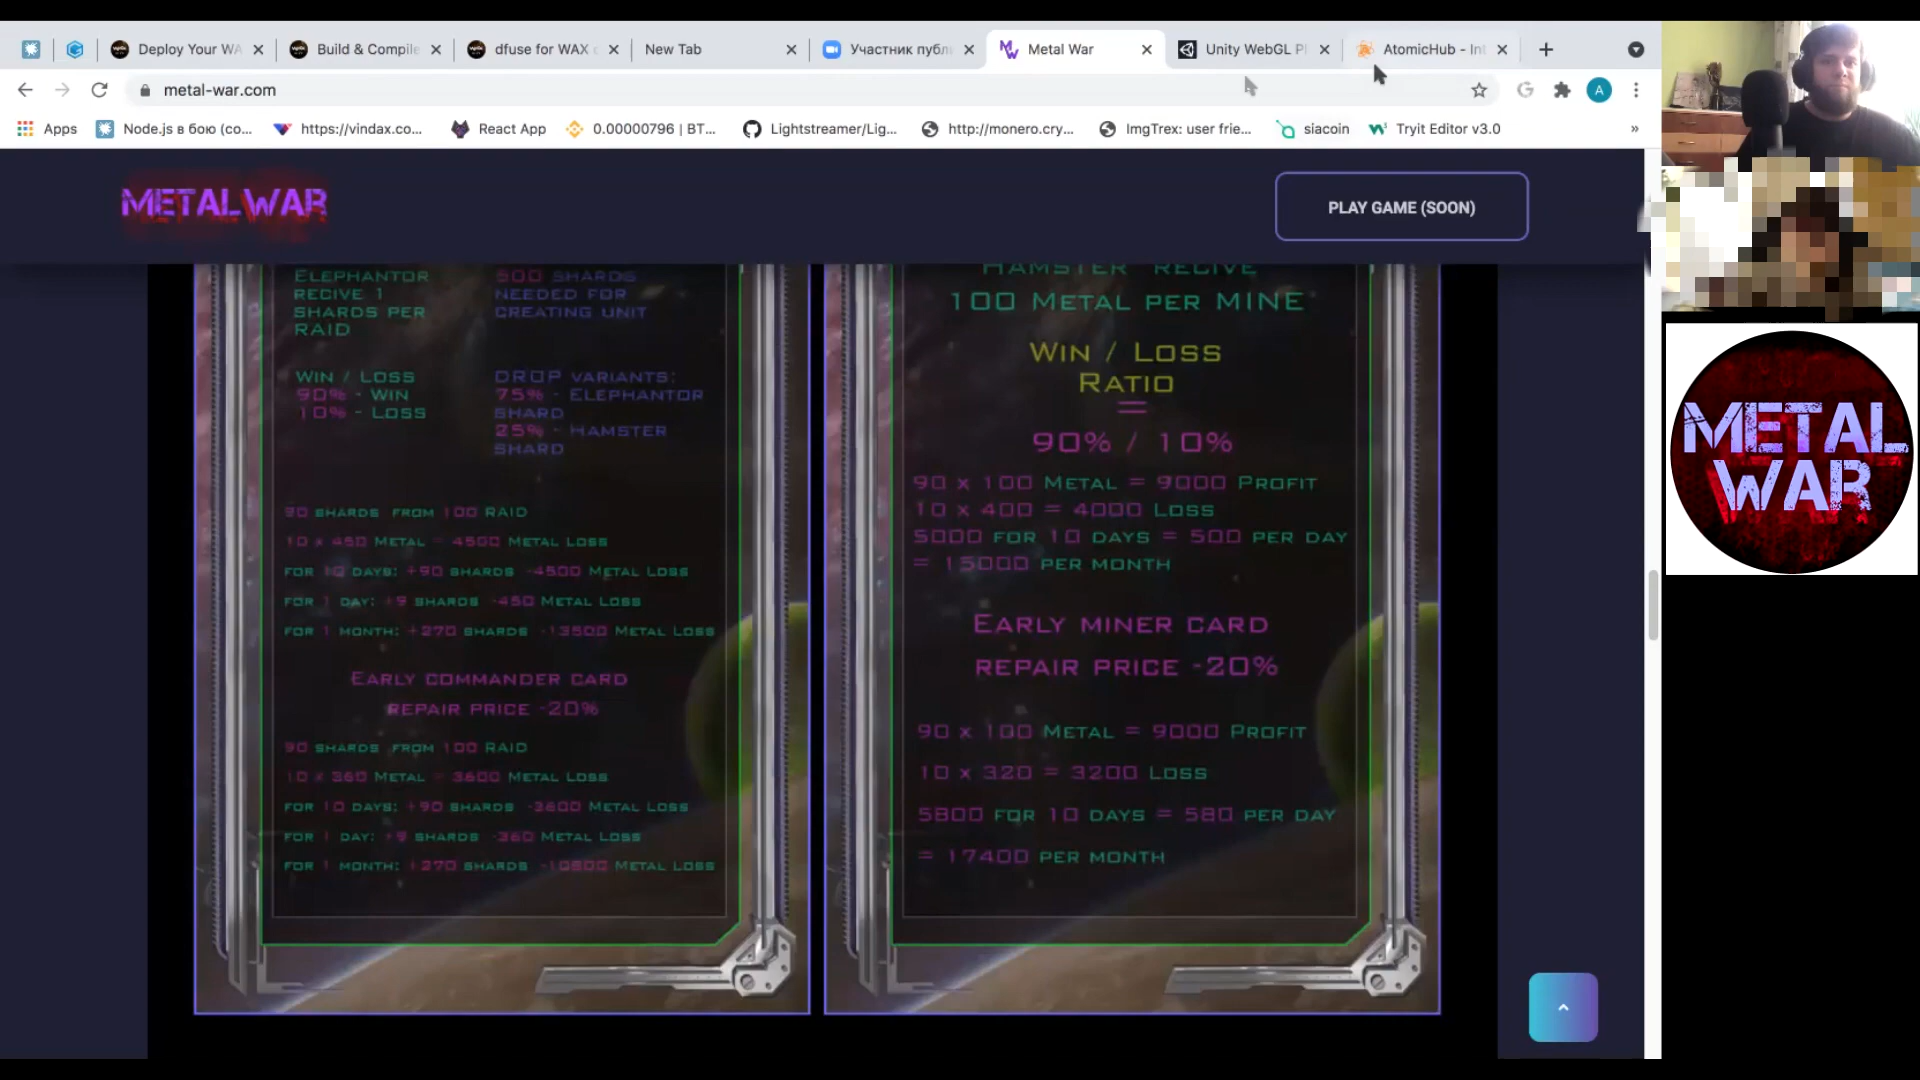 Deploy Your WA
Build & Compile
dfuse for WAX
New Tab
Участник публ
Metal War
Unity WebGL Pl
AtomicHub - Int
metal-war.com
A
Apps
Node.js в бою (со...
https://vindax.co...
React App
0.00000796 | BT...
Lightstreamer/Lig...
http://monero.cry...
ImgTrex: user frie...
siacoin
Tryit Editor v3.0
»
METALWAR
PLAY GAME (SOON)
ELEPHANTOR
RECIVE 1
SHARDS PER
RAID
500 SHARDS
NEEDED FOR
CREATING UNIT
WIN / LOSS
90% - WIN
10% - LOSS
DROP VARIANTS:
75% - ELEPHANTOR
SHARD
25% - HAMSTER
SHARD
90 SHARDS FROM 100 RAID
10 X 450 METAL = 4500 METAL LOSS
FOR 10 DAYS: +90 SHARDS -4500 METAL LOSS
FOR 1 DAY: +9 SHARDS -450 METAL LOSS
FOR 1 MONTH: +270 SHARDS -13500 METAL LOSS
EARLY COMMANDER CARD
REPAIR PRICE -20%
90 SHARDS FROM 100 RAID
10 X 360 METAL = 3600 METAL LOSS
FOR 10 DAYS: +90 SHARDS -3600 METAL LOSS
FOR 1 DAY: +9 SHARDS -360 METAL LOSS
FOR 1 MONTH: +270 SHARDS -10800 METAL LOSS
HAMSTER RECIVE
100 METAL PER MINE
WIN / LOSS
RATIO
=
90% / 10%
90 X 100 METAL = 9000 PROFIT
10 X 400 = 4000 LOSS
5000 FOR 10 DAYS = 500 PER DAY
= 15000 PER MONTH
EARLY MINER CARD
REPAIR PRICE -20%
90 X 100 METAL = 9000 PROFIT
10 X 320 = 3200 LOSS
5800 FOR 10 DAYS = 580 PER DAY
= 17400 PER MONTH
METAL
WAR